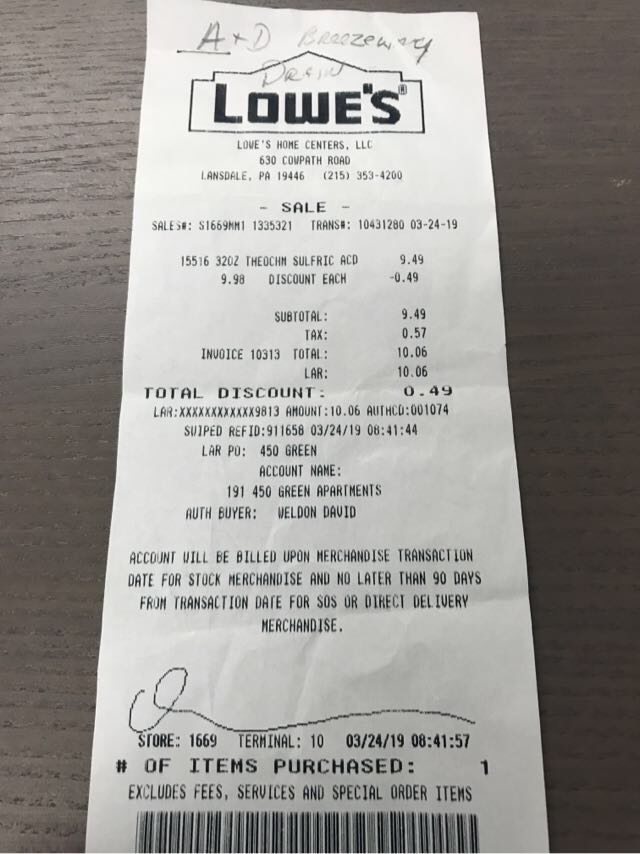 A + D Breezeway
Drain
LOWE'S®
LOWE'S HOME CENTERS, LLC
630 COWPATH ROAD
LANSDALE, PA 19446 (215) 353-4200
- SALE -
SALES#: S1669MM1 1335321 TRANS#: 10431280 03-24-19
15516 32OZ THEOCHM SULFRIC ACD 9.49
9.98 DISCOUNT EACH -0.49
SUBTOTAL: 9.49
TAX: 0.57
INVOICE 10313 TOTAL: 10.06
LAR: 10.06
TOTAL DISCOUNT: 0.49
LAR:XXXXXXXXXXXX9813 AMOUNT:10.06 AUTHCD:001074
SWIPED REFID:911658 03/24/19 08:41:44
LAR PO: 450 GREEN
ACCOUNT NAME:
191 450 GREEN APARTMENTS
AUTH BUYER: WELDON DAVID
ACCOUNT WILL BE BILLED UPON MERCHANDISE TRANSACTION
DATE FOR STOCK MERCHANDISE AND NO LATER THAN 90 DAYS
FROM TRANSACTION DATE FOR SOS OR DIRECT DELIVERY
MERCHANDISE.
STORE: 1669 TERMINAL: 10 03/24/19 08:41:57
# OF ITEMS PURCHASED: 1
EXCLUDES FEES, SERVICES AND SPECIAL ORDER ITEMS